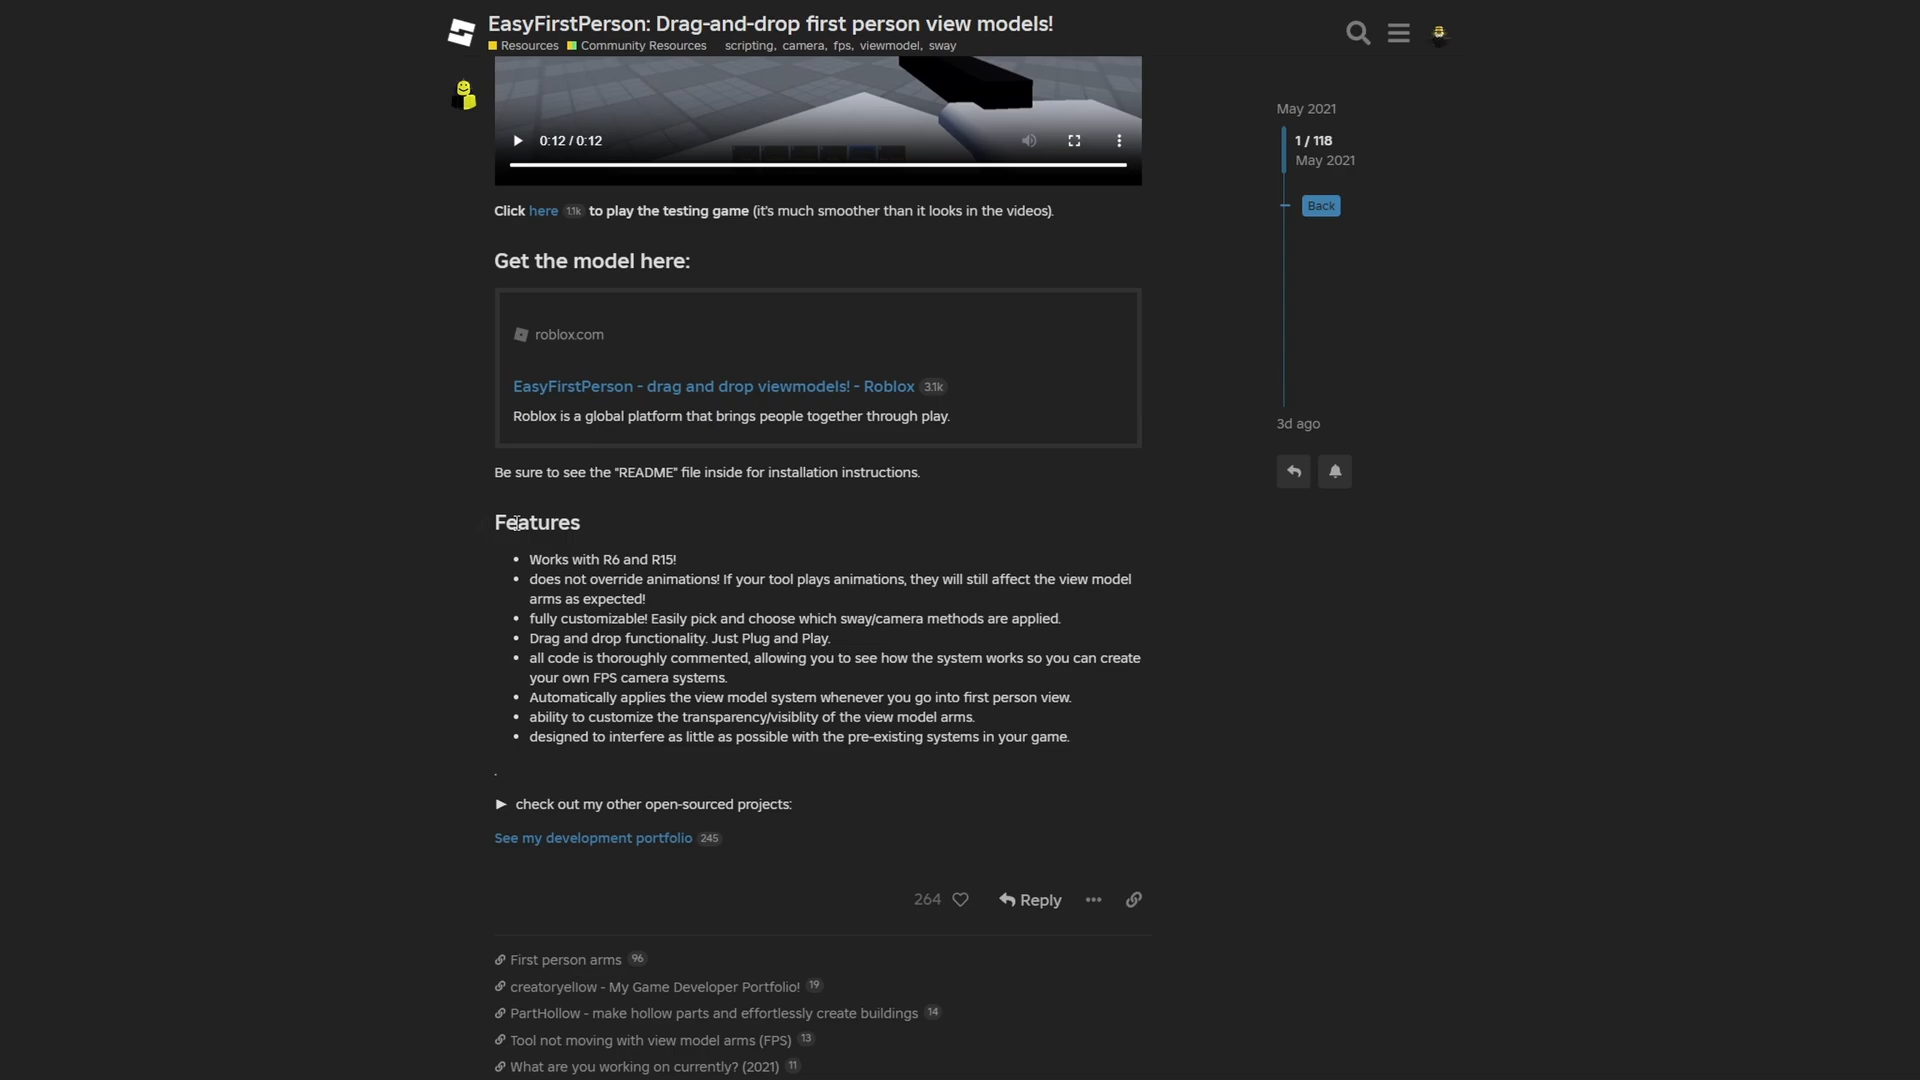 EasyFirstPerson: Drag-and-drop first person view models!
Resources Community Resources scripting, camera, fps, viewmodel, sway
0:12 / 0:12
Click here 1.1k to play the testing game (it's much smoother than it looks in the videos).
Get the model here:
roblox.com
EasyFirstPerson - drag and drop viewmodels! - Roblox 3.1k
Roblox is a global platform that brings people together through play.
Be sure to see the "README" file inside for installation instructions.
Features
• Works with R6 and R15!
• does not override animations! If your tool plays animations, they will still affect the view model
arms as expected!
• fully customizable! Easily pick and choose which sway/camera methods are applied.
• Drag and drop functionality. Just Plug and Play.
• all code is thoroughly commented, allowing you to see how the system works so you can create
your own FPS camera systems.
• Automatically applies the view model system whenever you go into first person view.
• ability to customize the transparency/visiblity of the view model arms.
• designed to interfere as little as possible with the pre-existing systems in your game.
.
check out my other open-sourced projects:
See my development portfolio 245
264 Reply
First person arms 96
creatoryellow - My Game Developer Portfolio! 19
PartHollow - make hollow parts and effortlessly create buildings 14
Tool not moving with view model arms (FPS) 13
What are you working on currently? (2021) 11
May 2021
1 / 118
May 2021
Back
3d ago